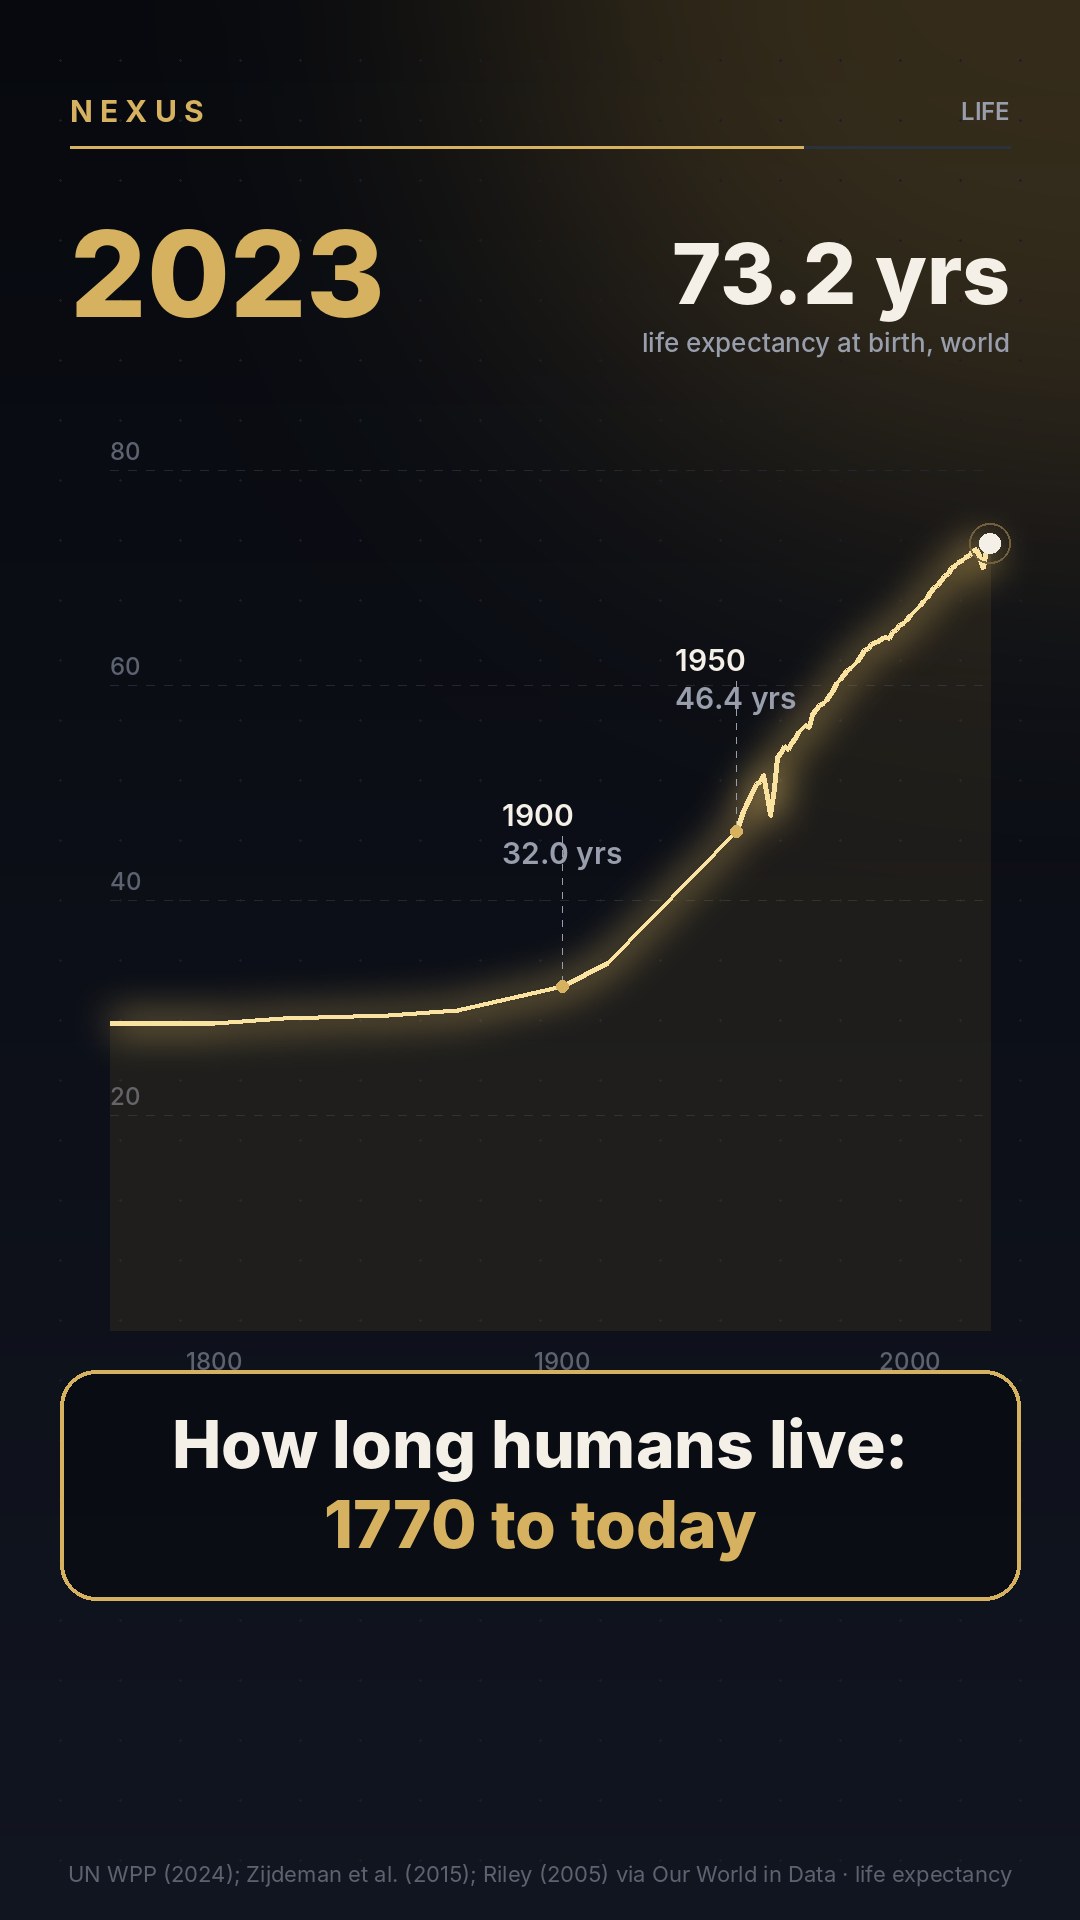 NEXUS
LIFE
2023
73.2 yrs
life expectancy at birth, world
80
60
1950
46.4 yrs
1900
32.0 yrs
40
20
1800
1900
2000
How long humans live:
1770 to today
UN WPP (2024); Zijdeman et al. (2015); Riley (2005) via Our World in Data · life expectancy